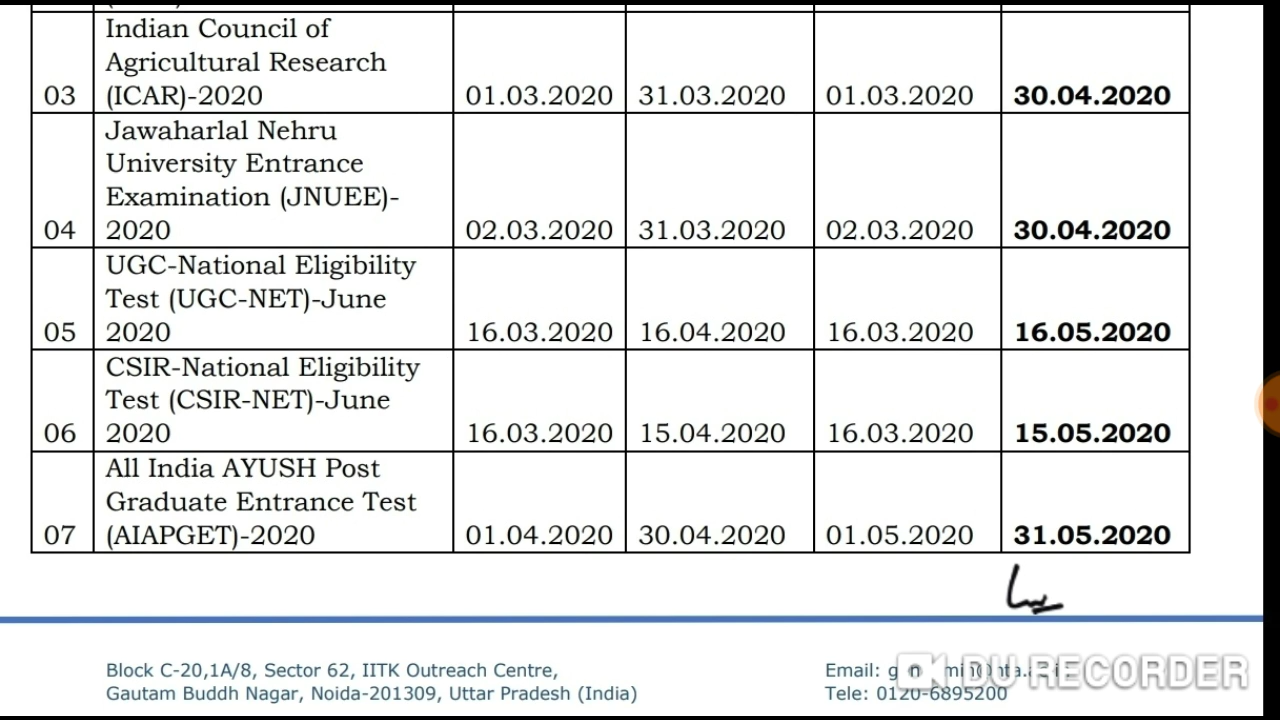 Indian Council of
Agricultural Research
03 (ICAR)-2020 01.03.2020 31.03.2020 01.03.2020 30.04.2020
Jawaharlal Nehru
University Entrance
Examination (JNUEE)-
04 2020 02.03.2020 31.03.2020 02.03.2020 30.04.2020
UGC-National Eligibility
Test (UGC-NET)-June
05 2020 16.03.2020 16.04.2020 16.03.2020 16.05.2020
CSIR-National Eligibility
Test (CSIR-NET)-June
06 2020 16.03.2020 15.04.2020 16.03.2020 15.05.2020
All India AYUSH Post
Graduate Entrance Test
07 (AIAPGET)-2020 01.04.2020 30.04.2020 01.05.2020 31.05.2020
Block C-20,1A/8, Sector 62, IITK Outreach Centre,
Gautam Buddh Nagar, Noida-201309, Uttar Pradesh (India)
Email:
Tele: 0120-6895200
DU RECORDER